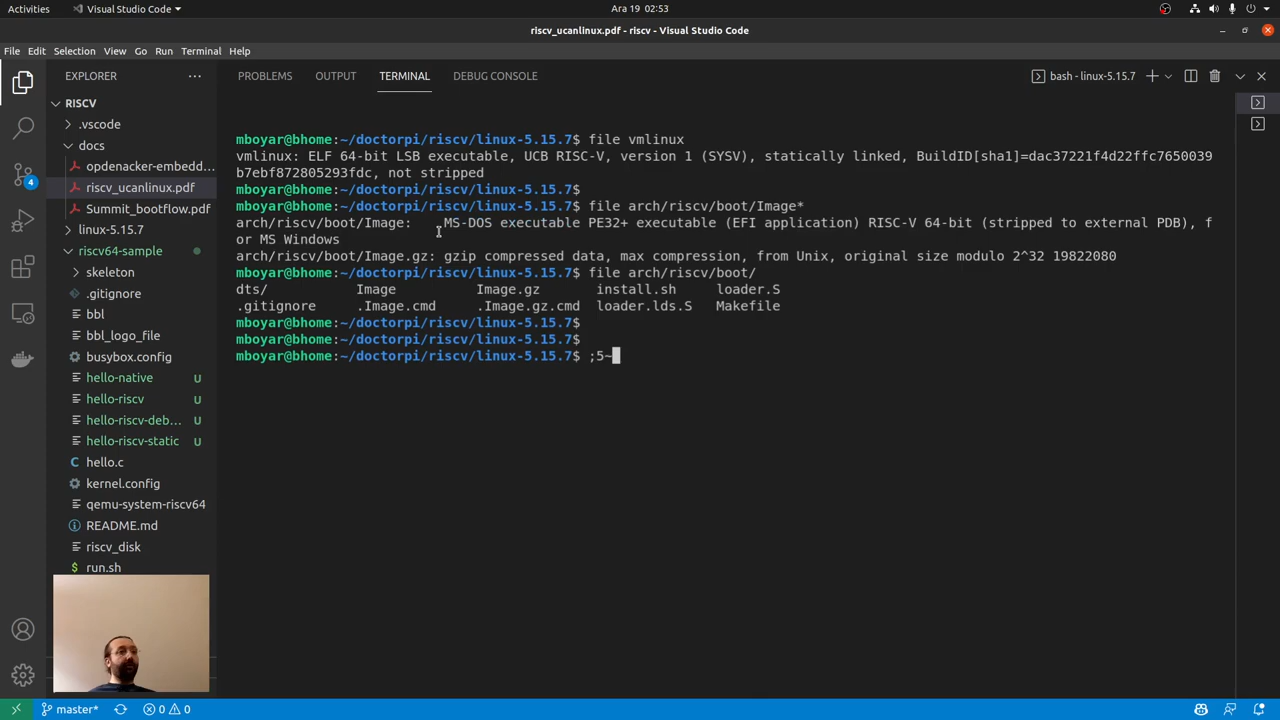 Activities Visual Studio Code Ara 19 02:53
riscv_ucanlinux.pdf - riscv - Visual Studio Code
File Edit Selection View Go Run Terminal Help
EXPLORER
RISCV
.vscode
docs
opdenacker-embedd...
riscv_ucanlinux.pdf
Summit_bootflow.pdf
linux-5.15.7
riscv64-sample
skeleton
.gitignore
bbl
bbl_logo_file
busybox.config
hello-native U
hello-riscv U
hello-riscv-deb... U
hello-riscv-static U
hello.c
kernel.config
qemu-system-riscv64
README.md
riscv_disk
run.sh
4
PROBLEMS OUTPUT TERMINAL DEBUG CONSOLE bash - linux-5.15.7
mboyar@bhome:~/doctorpi/riscv/linux-5.15.7$ file vmlinux
vmlinux: ELF 64-bit LSB executable, UCB RISC-V, version 1 (SYSV), statically linked, BuildID[sha1]=dac37221f4d22ffc7650039
b7ebf872805293fdc, not stripped
mboyar@bhome:~/doctorpi/riscv/linux-5.15.7$
mboyar@bhome:~/doctorpi/riscv/linux-5.15.7$ file arch/riscv/boot/Image*
arch/riscv/boot/Image: MS-DOS executable PE32+ executable (EFI application) RISC-V 64-bit (stripped to external PDB), f
or MS Windows
arch/riscv/boot/Image.gz: gzip compressed data, max compression, from Unix, original size modulo 2^32 19822080
mboyar@bhome:~/doctorpi/riscv/linux-5.15.7$ file arch/riscv/boot/
dts/ Image Image.gz install.sh loader.S
.gitignore .Image.cmd .Image.gz.cmd loader.lds.S Makefile
mboyar@bhome:~/doctorpi/riscv/linux-5.15.7$
mboyar@bhome:~/doctorpi/riscv/linux-5.15.7$
mboyar@bhome:~/doctorpi/riscv/linux-5.15.7$ ;5~
master* 0 0